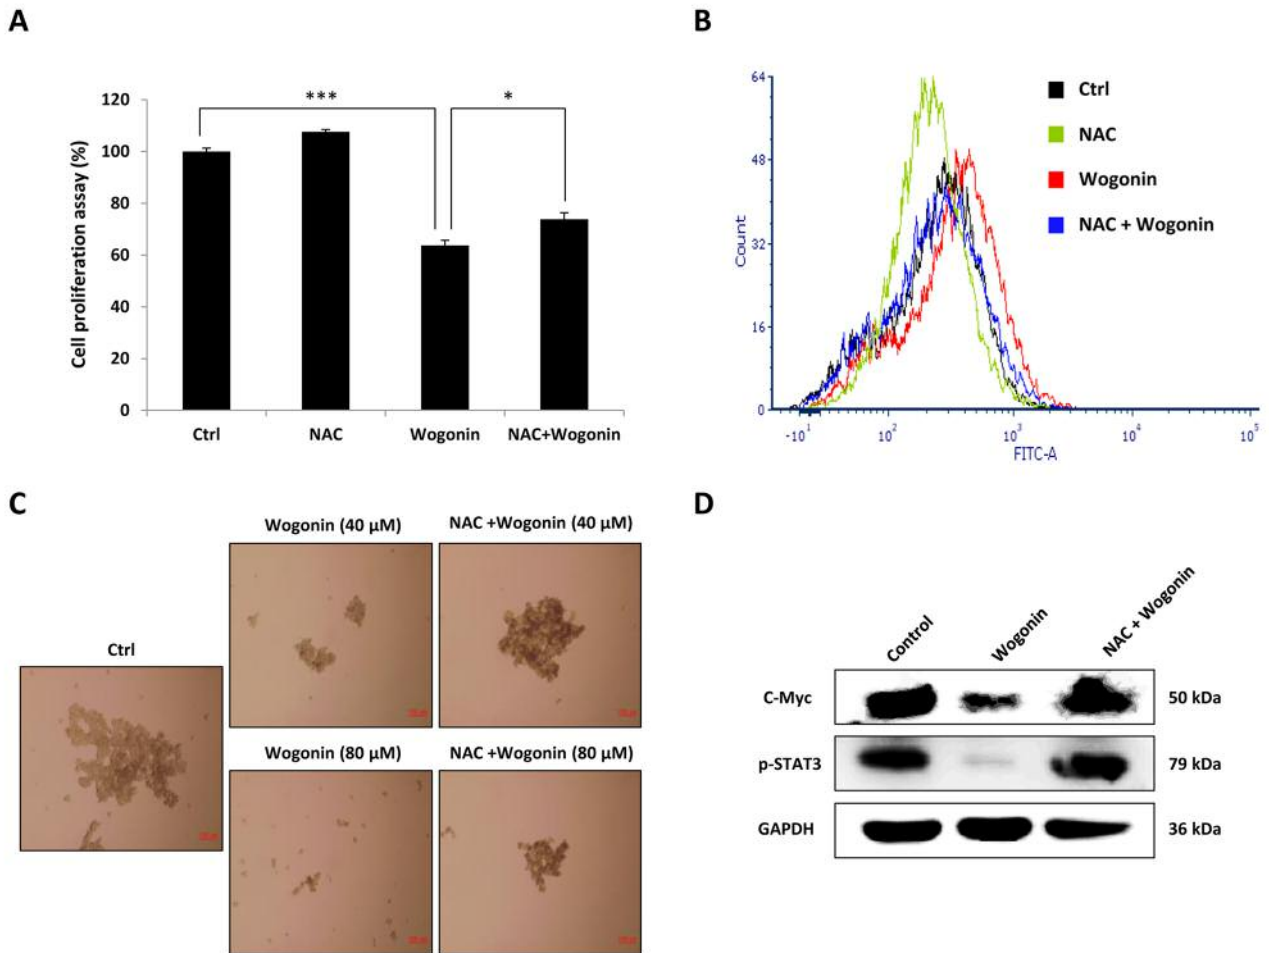 A
B
***
*
120
100
80
60
40
20
0
Cell proliferation assay (%)
Ctrl
NAC
Wogonin
NAC+Wogonin
64
48
32
16
0
Count
-10¹
10²
10³
10⁴
10⁵
FITC-A
Ctrl
NAC
Wogonin
NAC + Wogonin
C
D
Ctrl
Wogonin (40 µM)
NAC +Wogonin (40 µM)
Wogonin (80 µM)
NAC +Wogonin (80 µM)
Control
Wogonin
NAC + Wogonin
C-Myc
50 kDa
p-STAT3
79 kDa
GAPDH
36 kDa